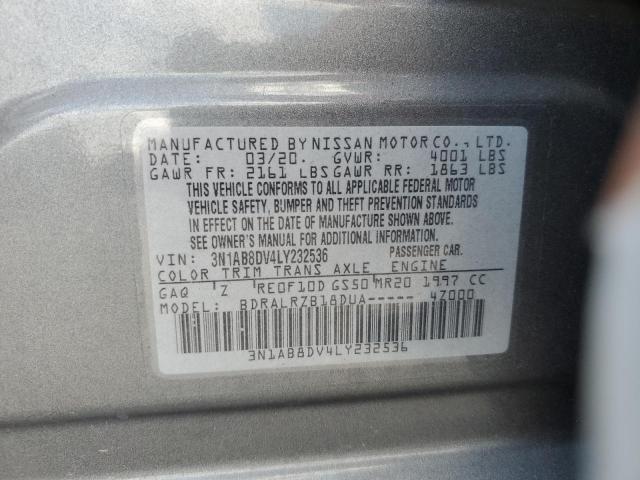 MANUFACTURED BY NISSAN MOTOR CO., LTD.
DATE: 03/20. GVWR: 4001 LBS
GAWR FR: 2161 LBS GAWR RR: 1863 LBS
THIS VEHICLE CONFORMS TO ALL APPLICABLE FEDERAL MOTOR
VEHICLE SAFETY, BUMPER AND THEFT PREVENTION STANDARDS
IN EFFECT ON THE DATE OF MANUFACTURE SHOWN ABOVE.
SEE OWNER'S MANUAL FOR ADDITIONAL INFORMATION.
VIN: 3N1AB8DV4LY232536 PASSENGER CAR.
COLOR TRIM TRANS AXLE ENGINE
GAQ 'Z RE0F10D GS50 MR20 1997 CC
MODEL: BDRALRZB18DUA----- 4Z000
3N1AB8DV4LY232536